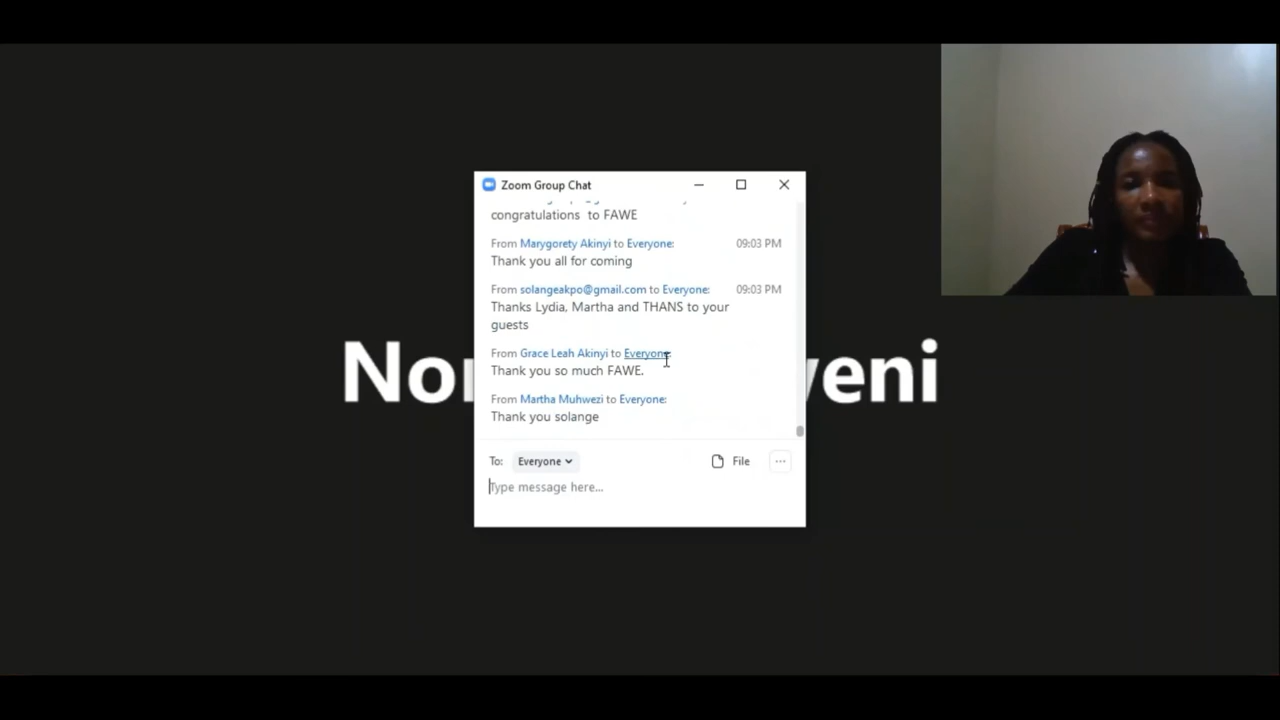 Zoom Group Chat
congratulations to FAWE
From Marygorety Akinyi to Everyone: 09:03 PM
Thank you all for coming
From solangeakpo@gmail.com to Everyone: 09:03 PM
Thanks Lydia, Martha and THANS to your
guests
From Grace Leah Akinyi to Everyone:
Thank you so much FAWE.
From Martha Muhwezi to Everyone:
Thank you solange
To: Everyone File
Type message here...